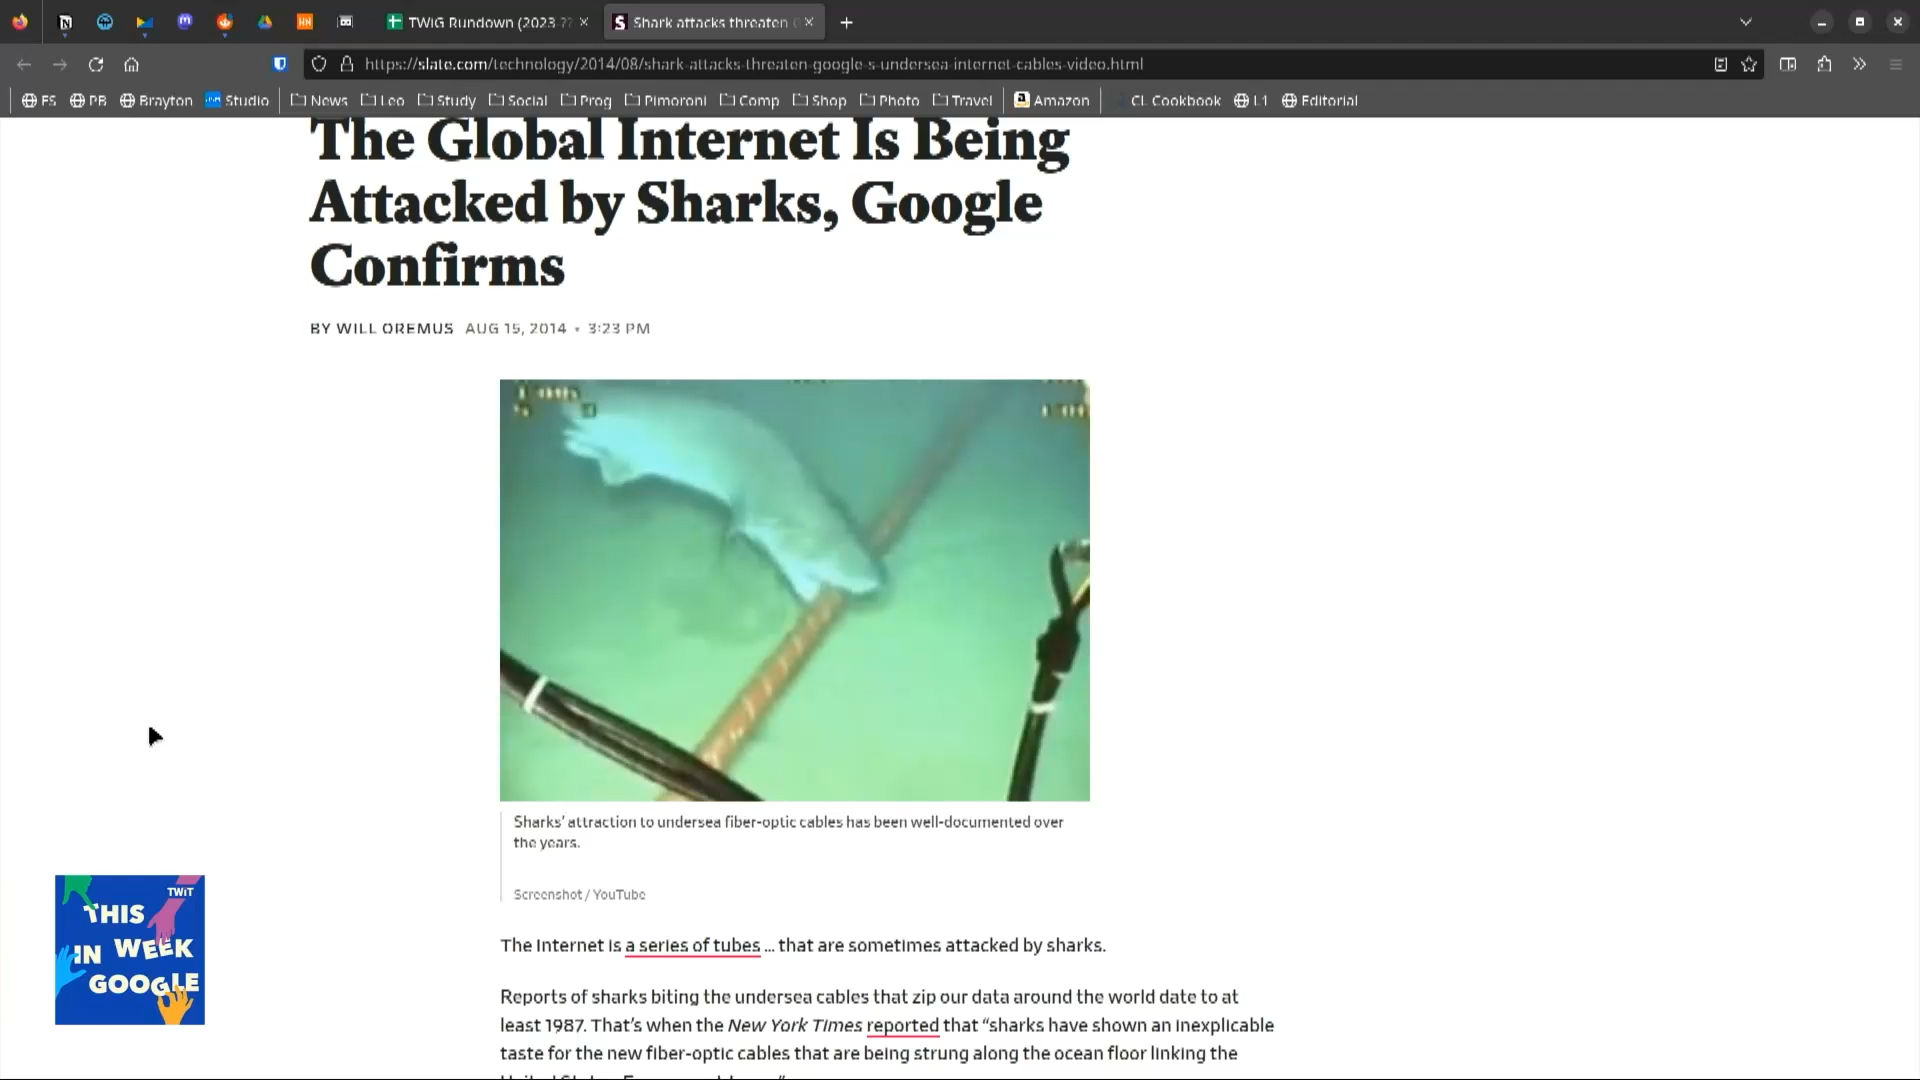 TWiG Rundown (2023 ??
Shark attacks threaten
https://slate.com/technology/2014/08/shark-attacks-threaten-google-s-undersea-internet-cables-video.html
FS PB Brayton Studio News Leo Study Social Prog Pimoroni Comp Shop Photo Travel Amazon CL Cookbook L1 Editorial
The Global Internet Is Being
Attacked by Sharks, Google
Confirms
BY WILL OREMUS AUG 15, 2014 • 3:23 PM
Sharks' attraction to undersea fiber-optic cables has been well-documented over
the years.
Screenshot / YouTube
TWiT
THIS
IN WEEK
GOOGLE
The Internet is a series of tubes ... that are sometimes attacked by sharks.
Reports of sharks biting the undersea cables that zip our data around the world date to at
least 1987. That's when the New York Times reported that “sharks have shown an inexplicable
taste for the new fiber-optic cables that are being strung along the ocean floor linking the